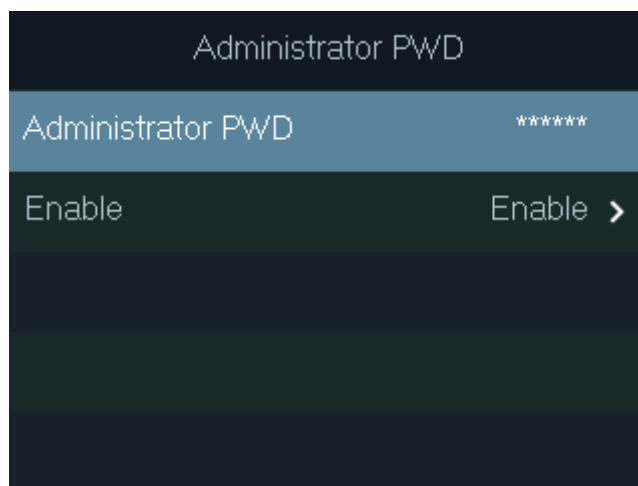 Administrator PWD
Administrator PWD ******
Enable Enable >